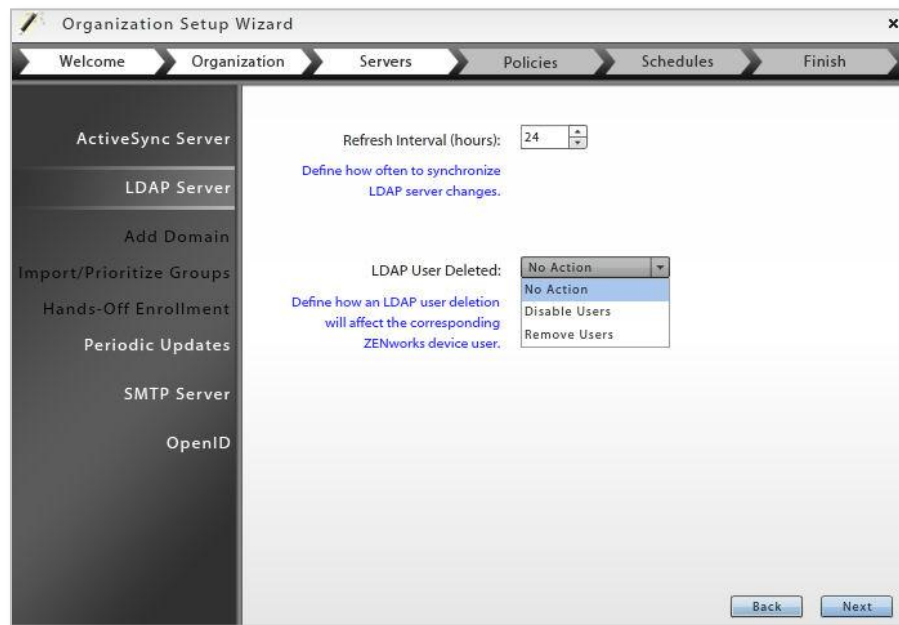 Organization Setup Wizard
x
Welcome
Organization
Servers
Policies
Schedules
Finish
ActiveSync Server
LDAP Server
Add Domain
Import/Prioritize Groups
Hands-Off Enrollment
Periodic Updates
SMTP Server
OpenID
Refresh Interval (hours):
24
Define how often to synchronize
LDAP server changes.
LDAP User Deleted:
No Action
No Action
Disable Users
Remove Users
Define how an LDAP user deletion
will affect the corresponding
ZENworks device user.
Back
Next